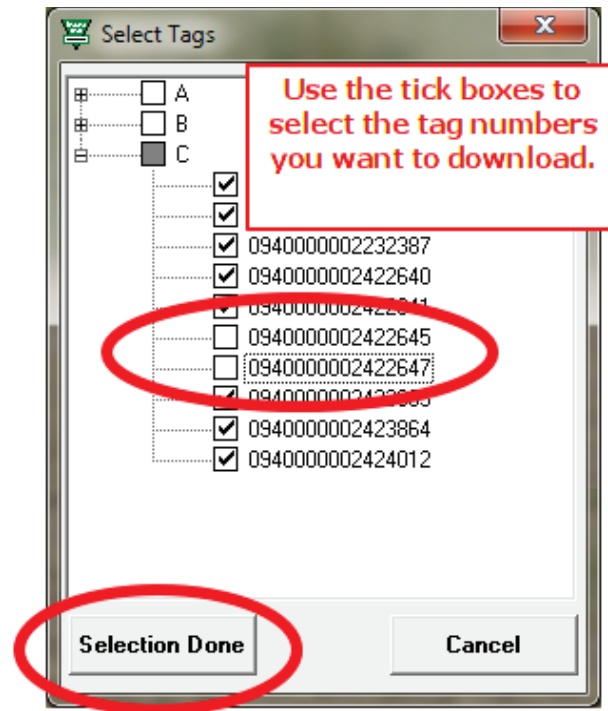 Select Tags
A
B
C
Use the tick boxes to
select the tag numbers
you want to download.
0940000002232387
0940000002422640
0940000002422645
0940000002422647
0940000002423864
0940000002424012
Selection Done
Cancel